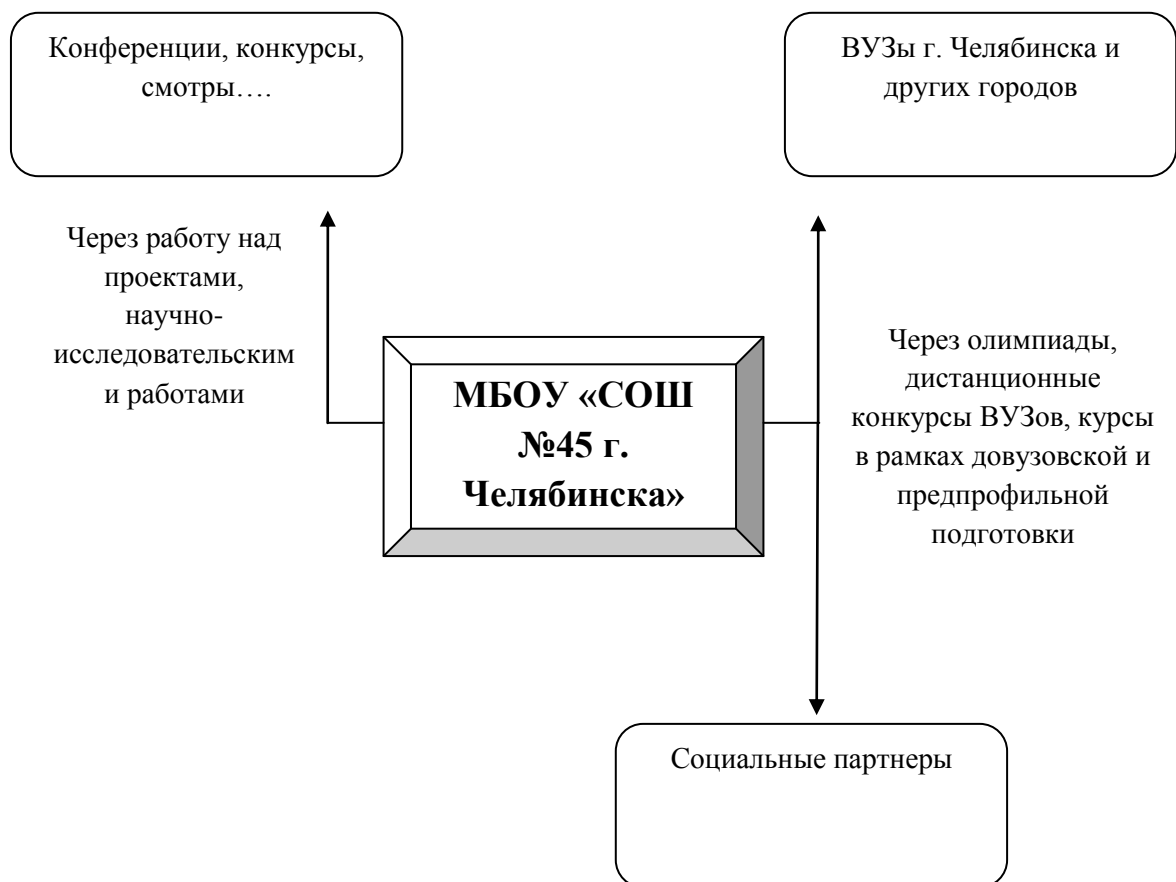 Конференции, конкурсы,
смотры….
ВУЗы г. Челябинска и
других городов
Через работу над
проектами,
научно-
исследовательским
и работами
МБОУ «СОШ
№45 г.
Челябинска»
Через олимпиады,
дистанционные
конкурсы ВУЗов, курсы
в рамках довузовской и
предпрофильной
подготовки
Социальные партнеры